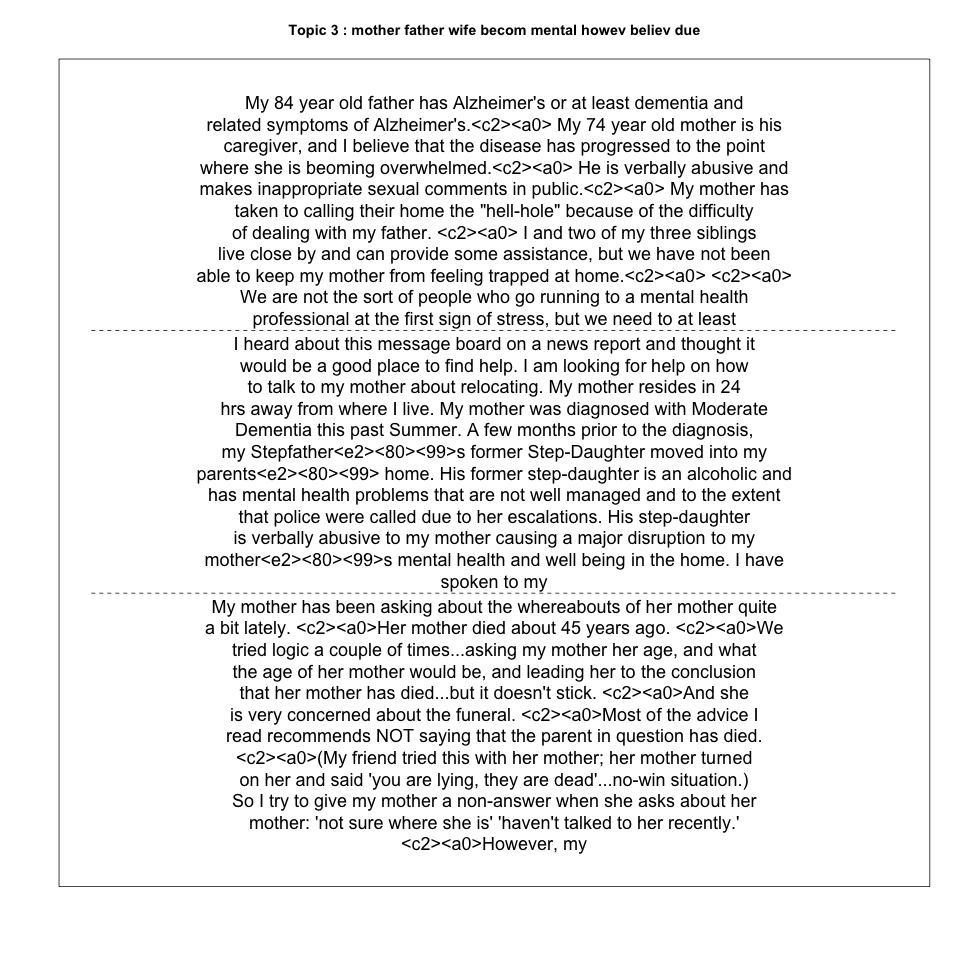 Topic 3 : mother father wife becom mental howev believ due
My 84 year old father has Alzheimer's or at least dementia and
related symptoms of Alzheimer's.<c2><a0> My 74 year old mother is his
caregiver, and I believe that the disease has progressed to the point
where she is beoming overwhelmed.<c2><a0> He is verbally abusive and
makes inappropriate sexual comments in public.<c2><a0> My mother has
taken to calling their home the "hell-hole" because of the difficulty
of dealing with my father. <c2><a0> I and two of my three siblings
live close by and can provide some assistance, but we have not been
able to keep my mother from feeling trapped at home.<c2><a0> <c2><a0>
We are not the sort of people who go running to a mental health
professional at the first sign of stress, but we need to at least
I heard about this message board on a news report and thought it
would be a good place to find help. I am looking for help on how
to talk to my mother about relocating. My mother resides in 24
hrs away from where I live. My mother was diagnosed with Moderate
Dementia this past Summer. A few months prior to the diagnosis,
my Stepfather<e2><80><99>s former Step-Daughter moved into my
parents<e2><80><99> home. His former step-daughter is an alcoholic and
has mental health problems that are not well managed and to the extent
that police were called due to her escalations. His step-daughter
is verbally abusive to my mother causing a major disruption to my
mother<e2><80><99>s mental health and well being in the home. I have
spoken to my
My mother has been asking about the whereabouts of her mother quite
a bit lately. <c2><a0>Her mother died about 45 years ago. <c2><a0>We
tried logic a couple of times...asking my mother her age, and what
the age of her mother would be, and leading her to the conclusion
that her mother has died...but it doesn't stick. <c2><a0>And she
is very concerned about the funeral. <c2><a0>Most of the advice I
read recommends NOT saying that the parent in question has died.
<c2><a0>(My friend tried this with her mother; her mother turned
on her and said 'you are lying, they are dead'...no-win situation.)
So I try to give my mother a non-answer when she asks about her
mother: 'not sure where she is' 'haven't talked to her recently.'
<c2><a0>However, my